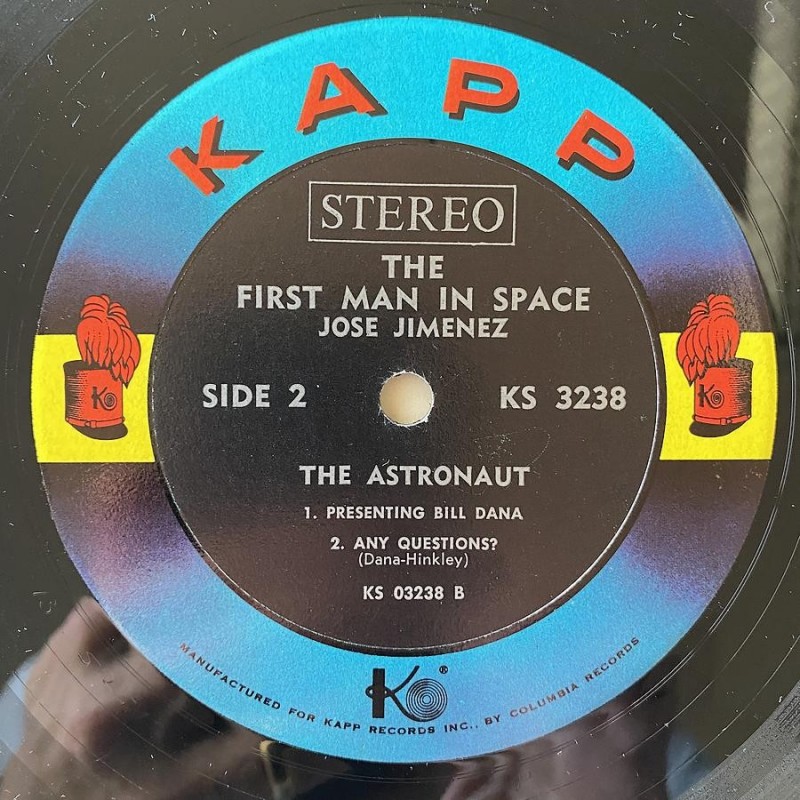 KAPP
STEREO
THE
FIRST MAN IN SPACE
JOSE JIMENEZ
SIDE 2
KS 3238
THE ASTRONAUT
1. PRESENTING BILL DANA
2. ANY QUESTIONS?
(Dana-Hinkley)
KS 03238 B
K
K
K ®
MANUFACTURED FOR KAPP RECORDS INC., BY COLUMBIA RECORDS